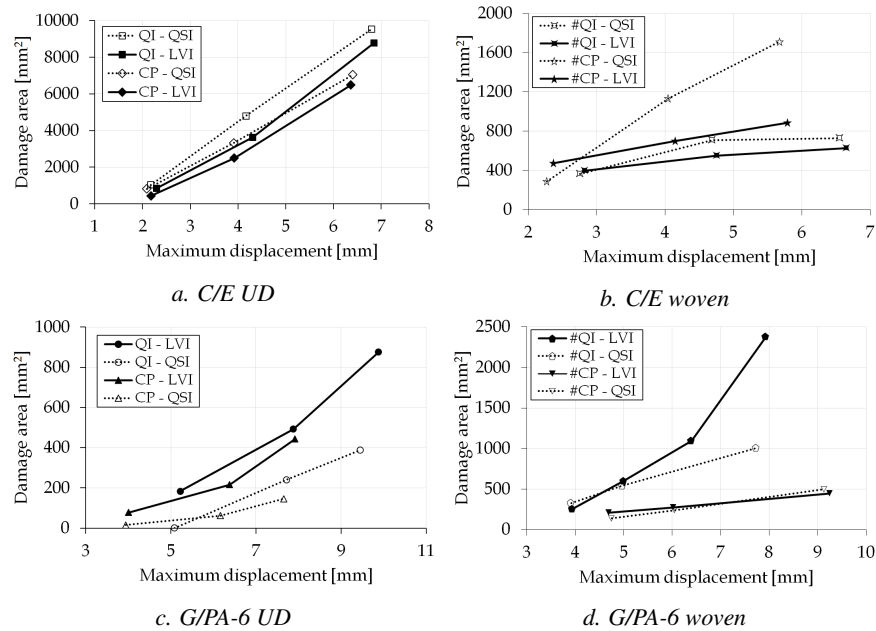 Damage area [mm²]
10000
8000
6000
4000
2000
0
QI - QSI
QI - LVI
CP - QSI
CP - LVI
1 2 3 4 5 6 7 8
Maximum displacement [mm]
a. C/E UD
Damage area [mm²]
2000
1600
1200
800
400
0
#QI - QSI
#QI - LVI
#CP - QSI
#CP - LVI
2 3 4 5 6 7
Maximum displacement [mm]
b. C/E woven
Damage area [mm²]
1000
800
600
400
200
0
QI - LVI
QI - QSI
CP - LVI
CP - QSI
3 5 7 9 11
Maximum displacement [mm]
c. G/PA-6 UD
Damage area [mm²]
2500
2000
1500
1000
500
0
#QI - LVI
#QI - QSI
#CP - LVI
#CP - QSI
3 4 5 6 7 8 9 10
Maximum displacement [mm]
d. G/PA-6 woven